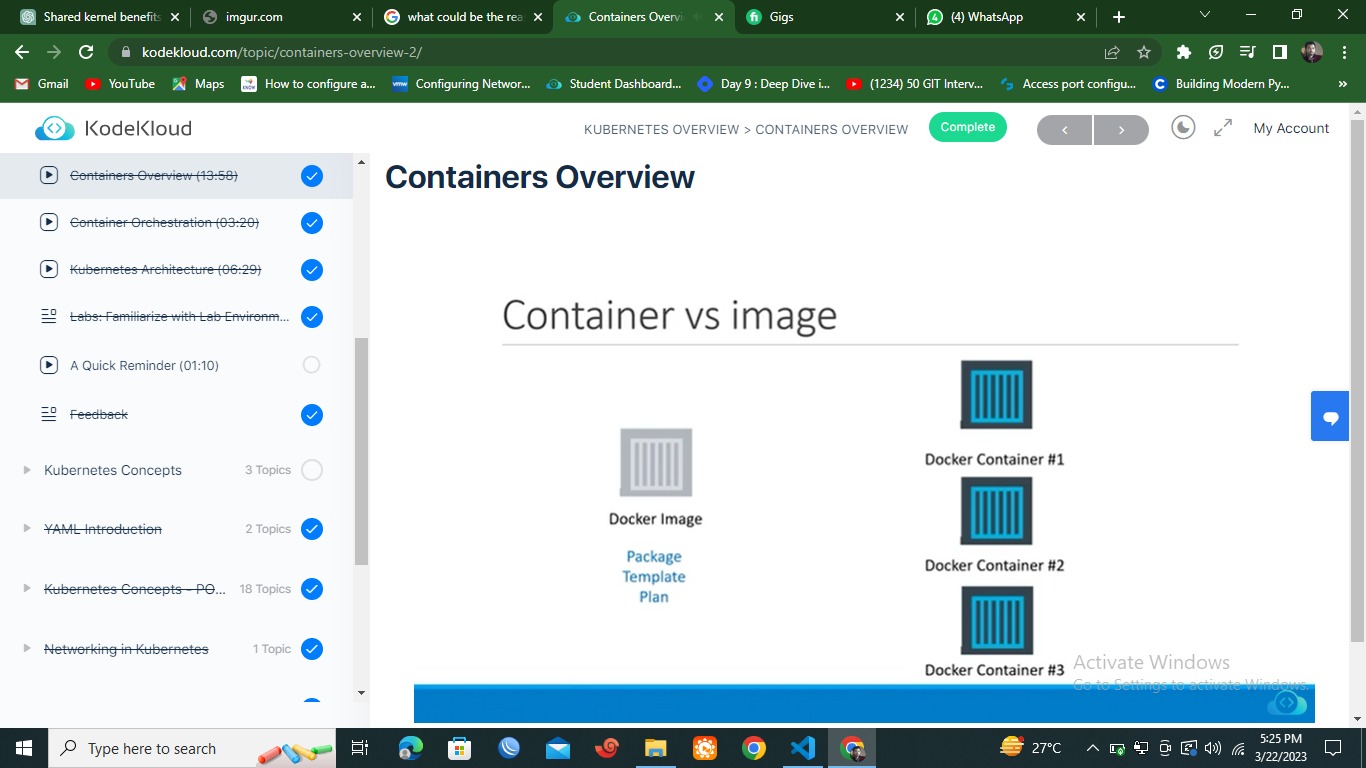 Shared kernel benefits
imgur.com
what could be the rea
Containers Overvi
Gigs
(4) WhatsApp
kodekloud.com/topic/containers-overview-2/
Gmail
YouTube
Maps
How to configure a...
Configuring Networ...
Student Dashboard...
Day 9 : Deep Dive i...
(1234) 50 GIT Interv...
Access port configu...
Building Modern Py...
KodeKloud
KUBERNETES OVERVIEW > CONTAINERS OVERVIEW
Complete
My Account
Containers Overview (13:58)
Container Orchestration (03:20)
Kubernetes Architecture (06:29)
Labs: Familiarize with Lab Environm...
A Quick Reminder (01:10)
Feedback
Kubernetes Concepts
3 Topics
YAML Introduction
2 Topics
Kubernetes Concepts - PO...
18 Topics
Networking in Kubernetes
1 Topic
Containers Overview
Container vs image
Docker Image
Package
Template
Plan
Docker Container #1
Docker Container #2
Docker Container #3
Activate Windows
Go to Settings to activate Windows.
Type here to search
27°C
5:25 PM
3/22/2023